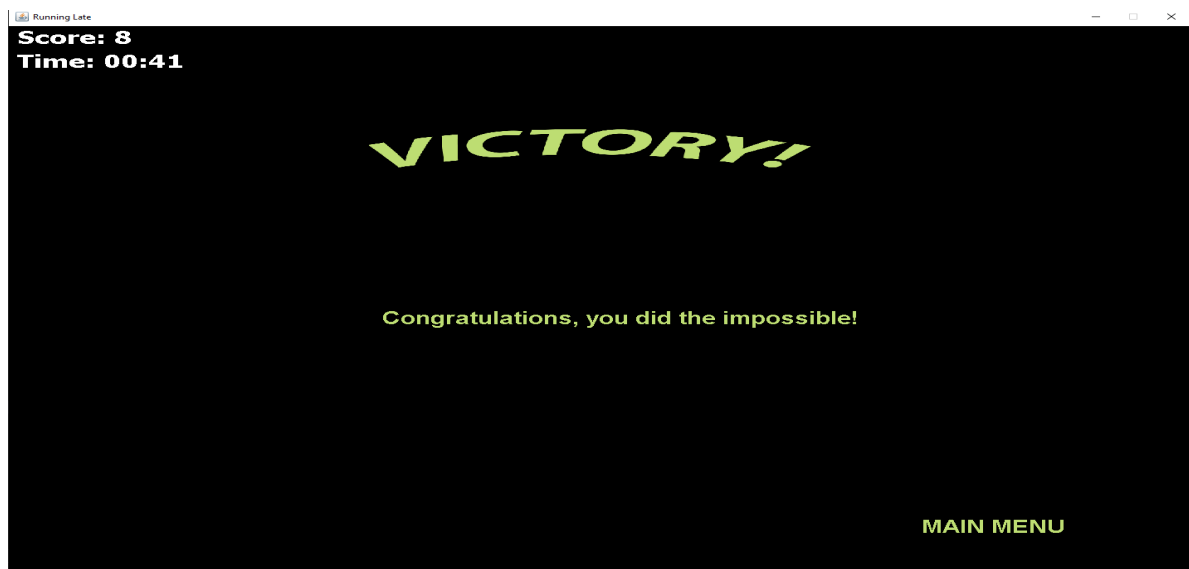 Running Late
Score: 8
Time: 00:41
VICTORY!
Congratulations, you did the impossible!
MAIN MENU